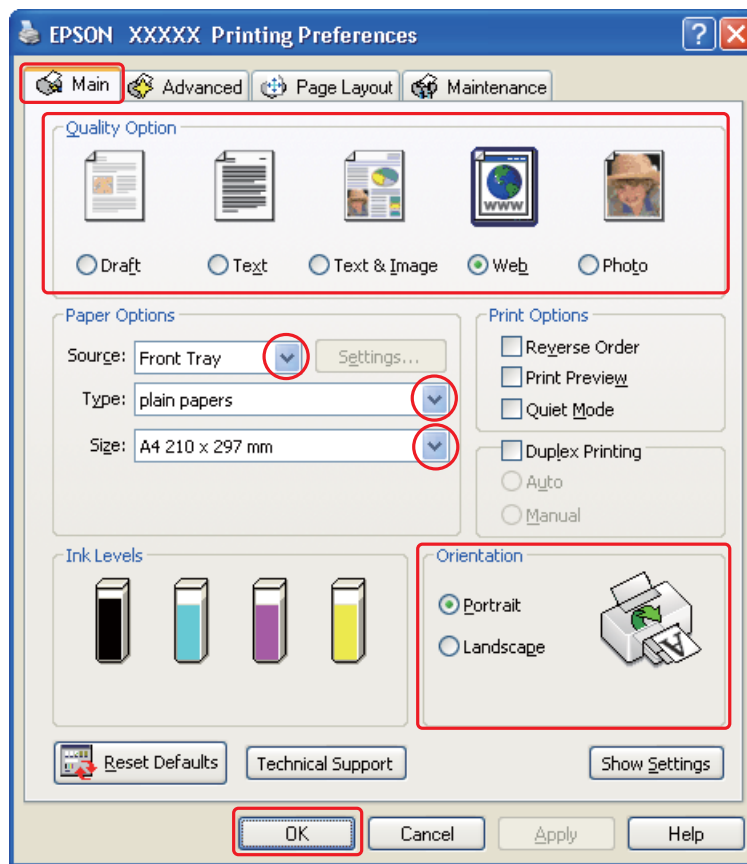 EPSON XXXXX Printing Preferences
Main Advanced Page Layout Maintenance
Quality Option
WWW
Draft Text Text & Image Web Photo
Paper Options
Source: Front Tray Settings...
Type: plain papers
Size: A4 210 x 297 mm
Print Options
Reverse Order
Print Preview
Quiet Mode
Duplex Printing
Auto
Manual
Ink Levels
Orientation
Portrait
Landscape
A
Reset Defaults Technical Support Show Settings
OK Cancel Apply Help